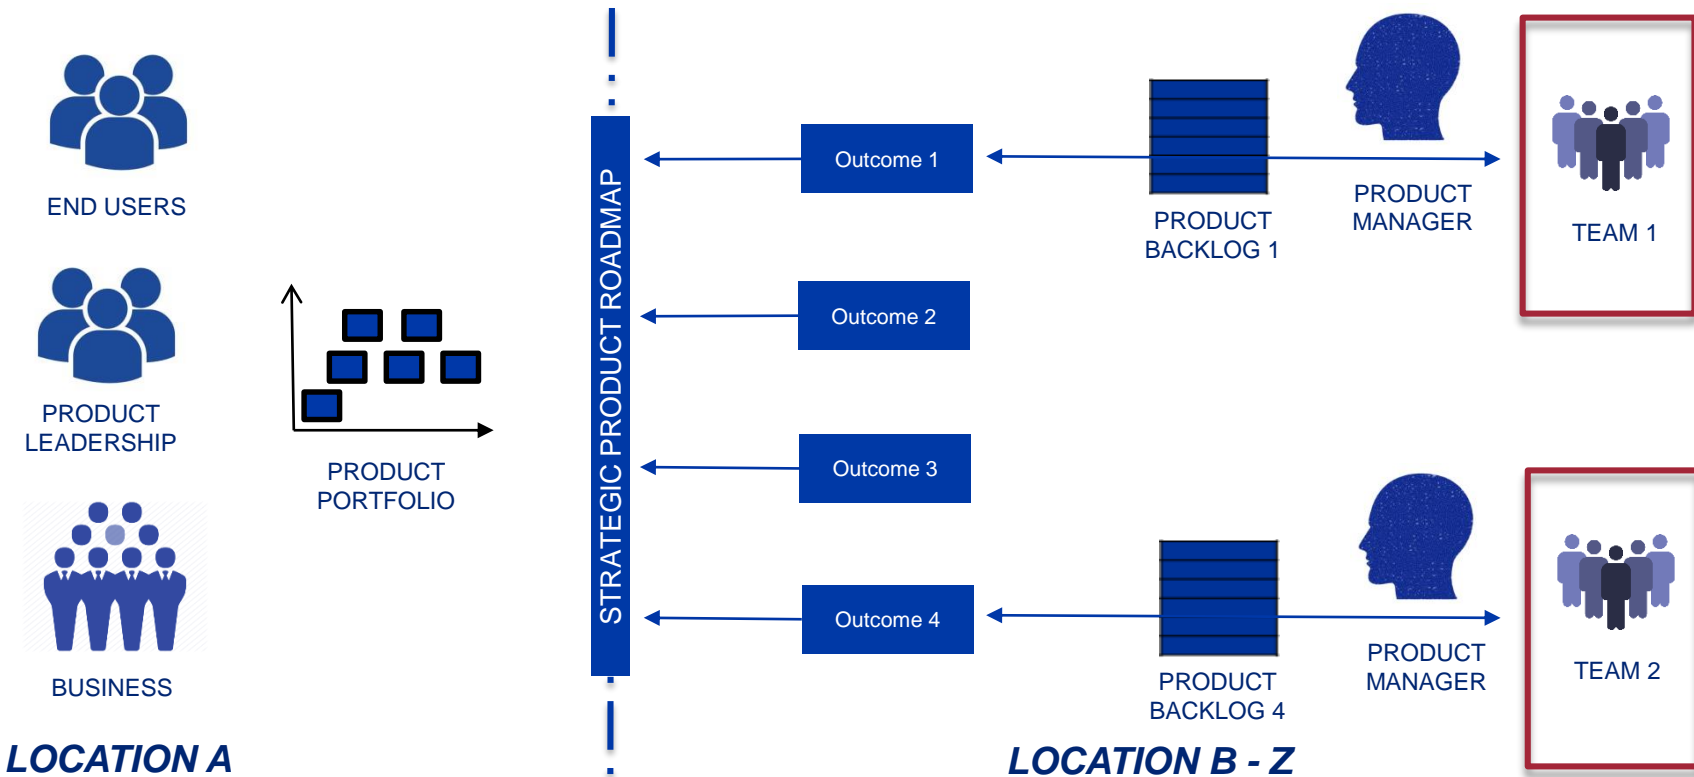 END USERS
PRODUCT
LEADERSHIP
BUSINESS
LOCATION A
PRODUCT
PORTFOLIO
STRATEGIC PRODUCT ROADMAP
Outcome 1
Outcome 2
Outcome 3
Outcome 4
PRODUCT
BACKLOG 1
PRODUCT
MANAGER
TEAM 1
PRODUCT
BACKLOG 4
PRODUCT
MANAGER
TEAM 2
LOCATION B - Z